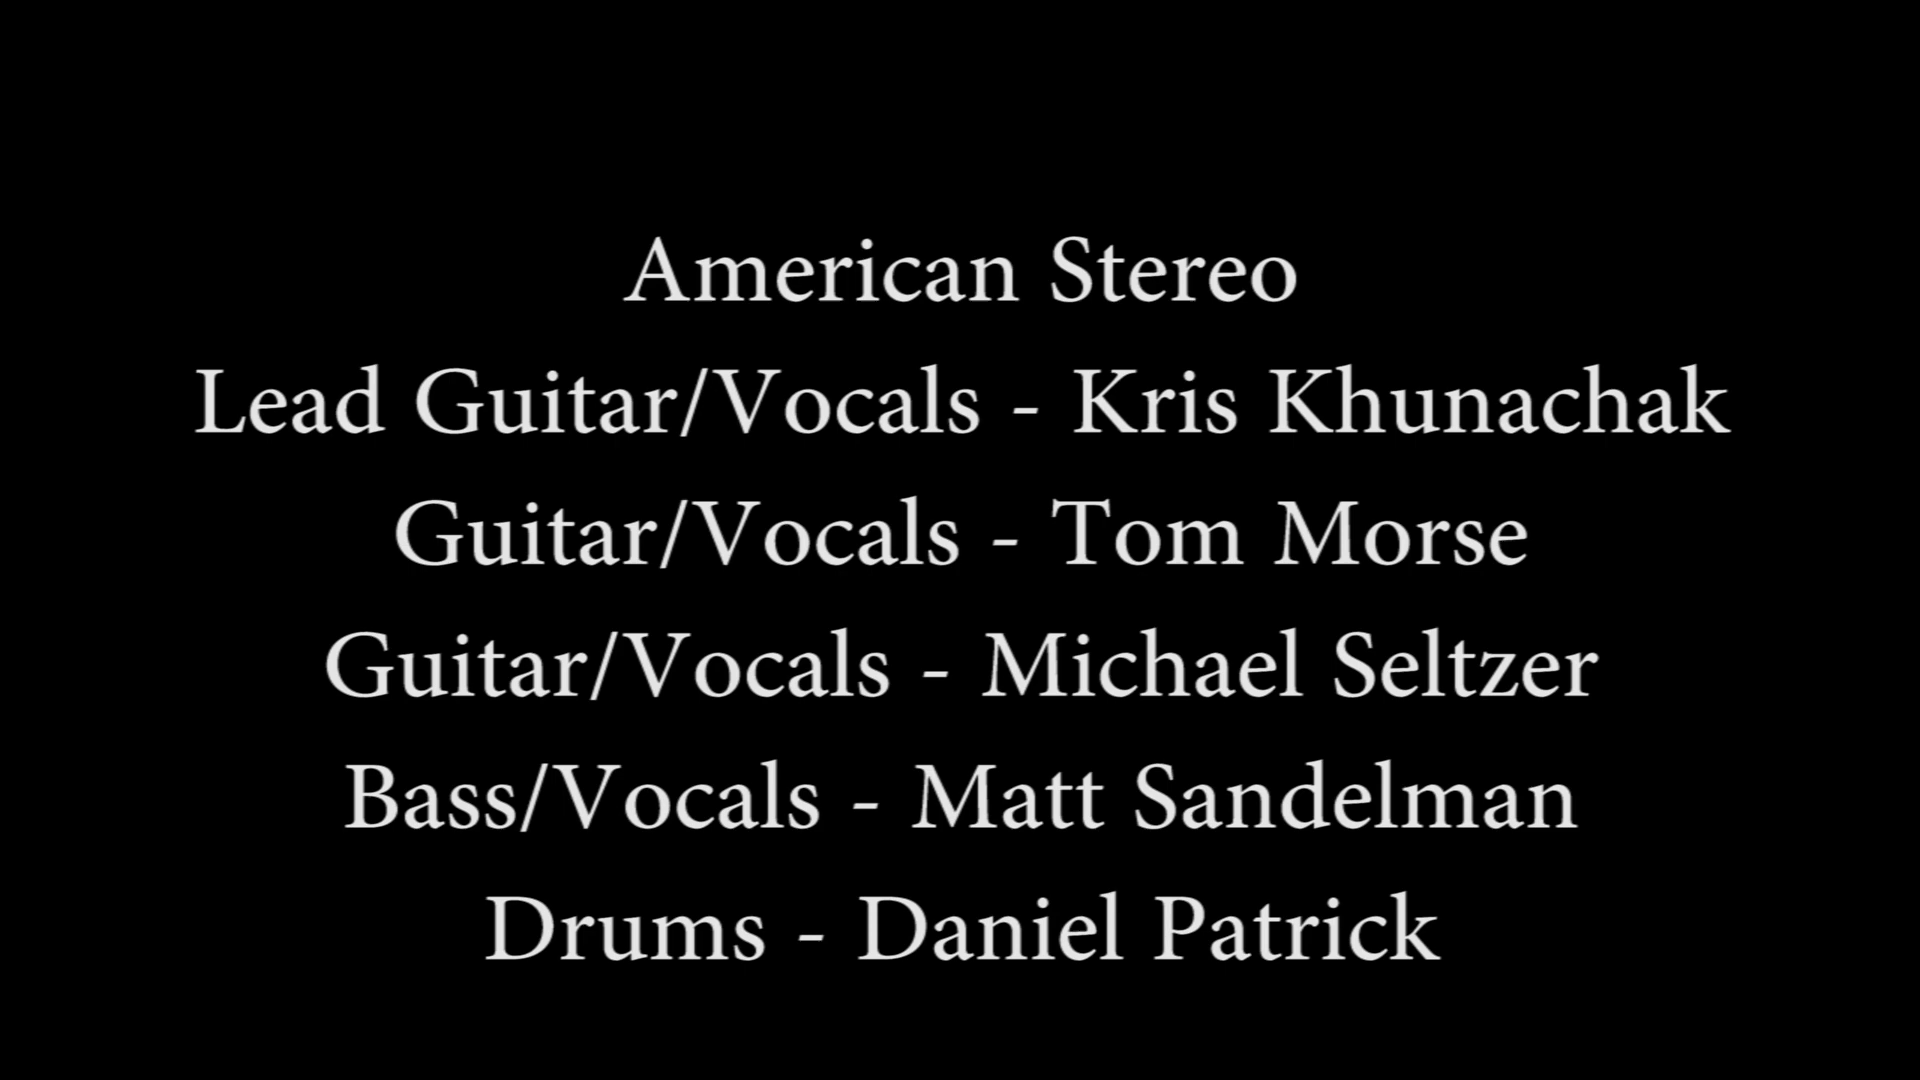 American Stereo
Lead Guitar/Vocals - Kris Khunachak
Guitar/Vocals - Tom Morse
Guitar/Vocals - Michael Seltzer
Bass/Vocals - Matt Sandelman
Drums - Daniel Patrick